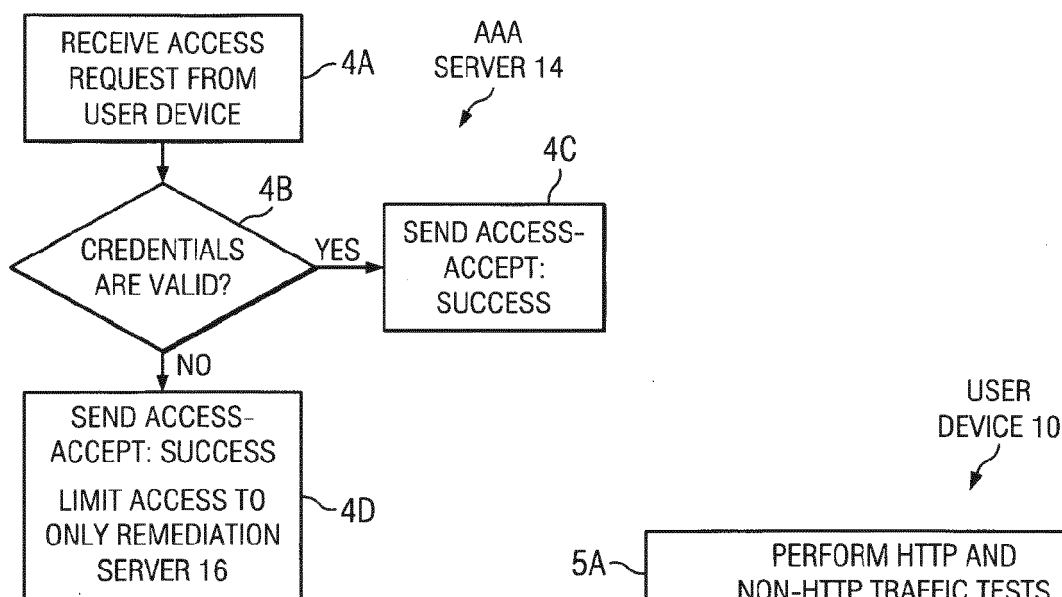 RECEIVE ACCESS
REQUEST FROM
USER DEVICE
4A
AAA
SERVER 14
4B
CREDENTIALS
ARE VALID?
YES
4C
SEND ACCESS-
ACCEPT:
SUCCESS
NO
SEND ACCESS-
ACCEPT: SUCCESS
LIMIT ACCESS TO
ONLY REMEDIATION
SERVER 16
4D
USER
DEVICE 10
5A
PERFORM HTTP AND
NON-HTTP TRAFFIC TESTS